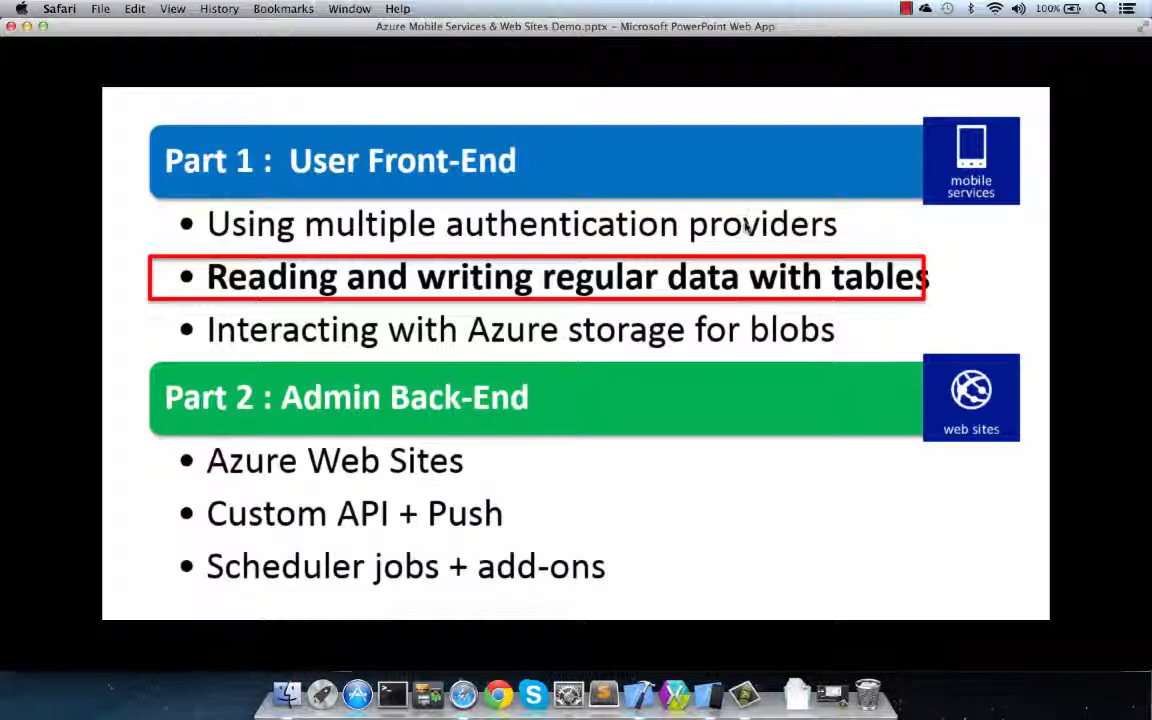 Safari File Edit View History Bookmarks Window Help 100%
Azure Mobile Services & Web Sites Demo.pptx – Microsoft PowerPoint Web App
Part 1 : User Front-End
mobile
services
• Using multiple authentication providers
• Reading and writing regular data with tables
• Interacting with Azure storage for blobs
Part 2 : Admin Back-End
web sites
• Azure Web Sites
• Custom API + Push
• Scheduler jobs + add-ons